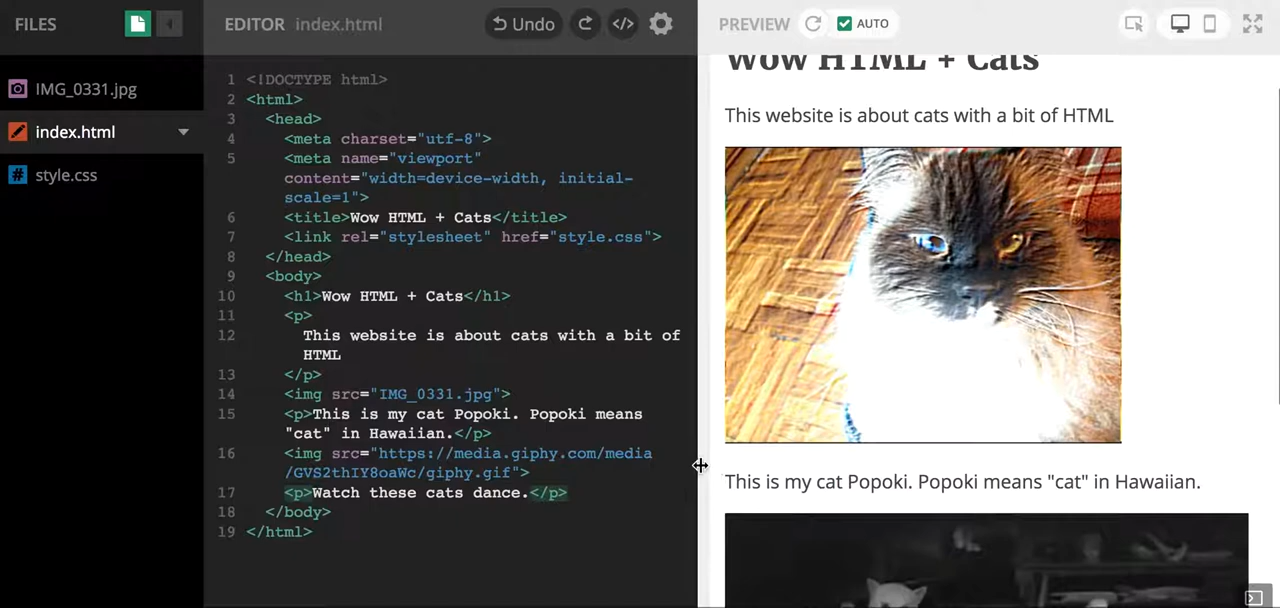 FILES
IMG_0331.jpg
index.html
style.css
EDITOR index.html
Undo
</>
1 <!DOCTYPE html>
2 <html>
3 <head>
4 <meta charset="utf-8">
5 <meta name="viewport"
content="width=device-width, initial-
scale=1">
6 <title>Wow HTML + Cats</title>
7 <link rel="stylesheet" href="style.css">
8 </head>
9 <body>
10 <h1>Wow HTML + Cats</h1>
11 <p>
12 This website is about cats with a bit of
HTML
13 </p>
14 <img src="IMG_0331.jpg">
15 <p>This is my cat Popoki. Popoki means
"cat" in Hawaiian.</p>
16 <img src="https://media.giphy.com/media
/GVS2thIY8oaWc/giphy.gif">
17 <p>Watch these cats dance.</p>
18 </body>
19 </html>
PREVIEW
AUTO
Wow HTML + Cats
This website is about cats with a bit of HTML
This is my cat Popoki. Popoki means "cat" in Hawaiian.